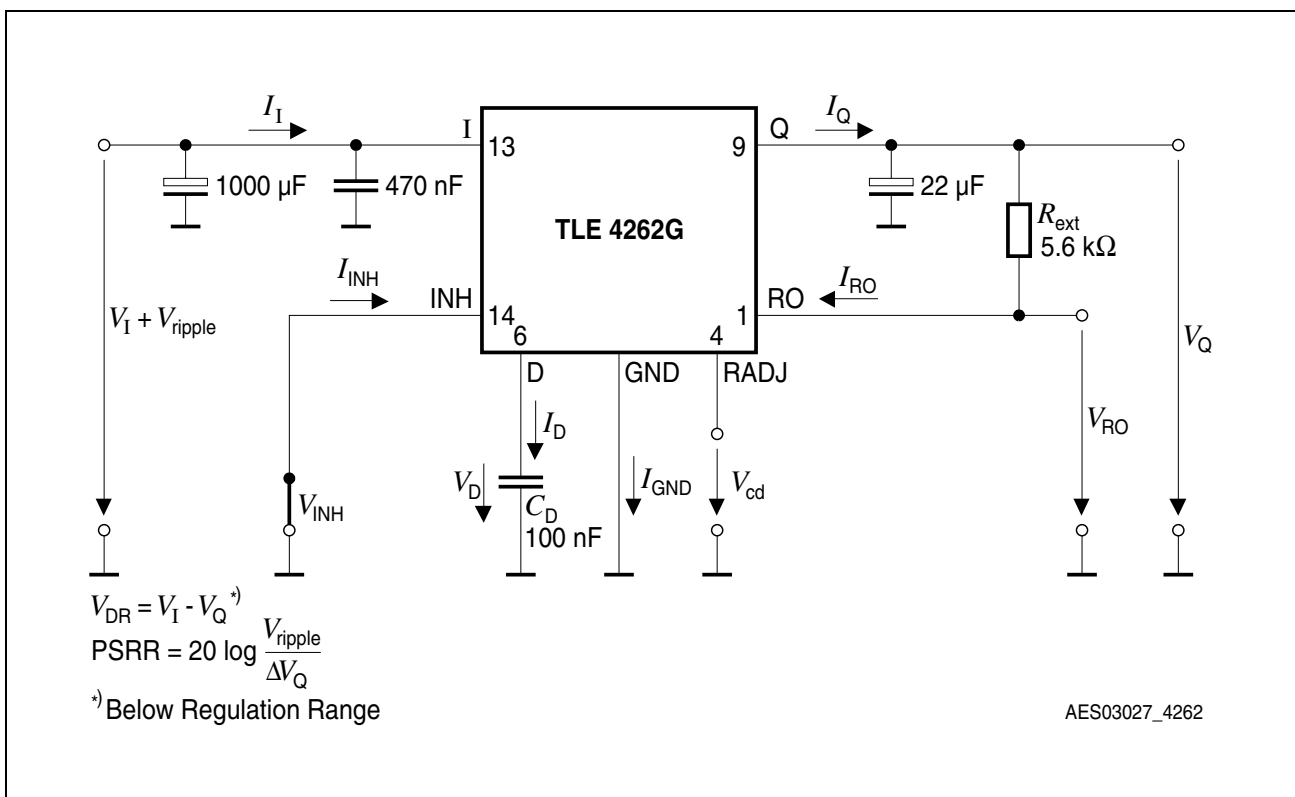 I_I
I
13
1000 µF
470 nF
TLE 4262G
9
Q
I_Q
22 µF
R_ext
5.6 kΩ
I_INH
INH
14
RO
I_RO
1
6
4
D
GND
RADJ
V_I + V_ripple
V_Q
I_D
V_D
C_D
100 nF
I_GND
V_cd
V_RO
V_INH
V_DR = V_I - V_Q *)
PSRR = 20 log V_ripple / ΔV_Q
*) Below Regulation Range
AES03027_4262